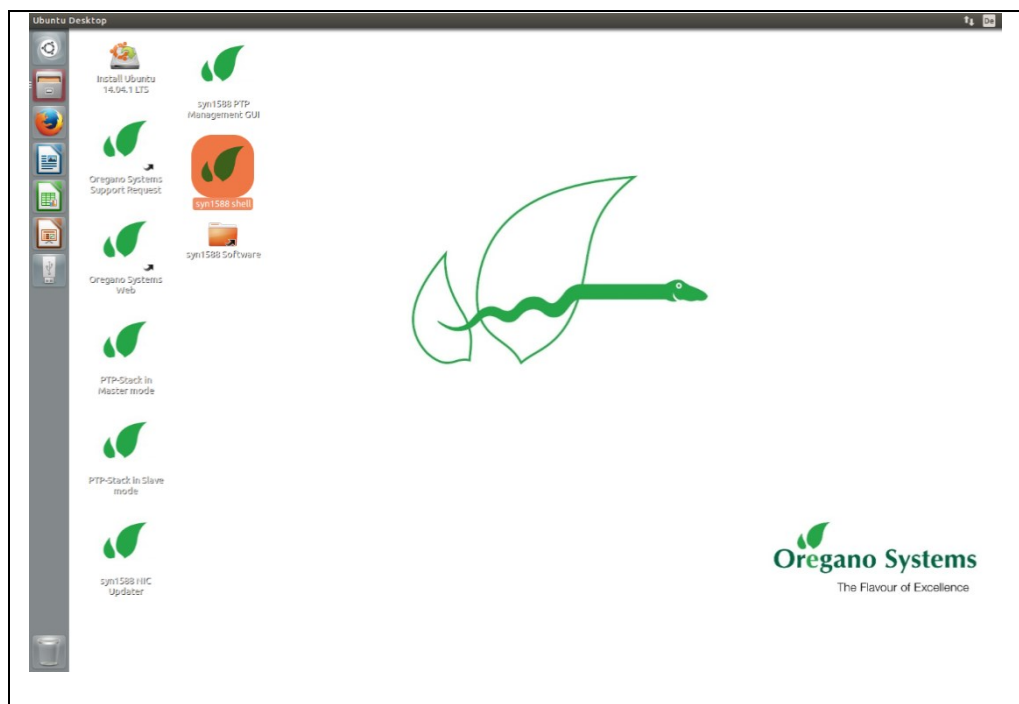 Ubuntu Desktop
De
Install Ubuntu
14.04.1 LTS
syn1588 PTP
Management GUI
Oregano Systems
Support Request
syn1588 shell
Oregano Systems
Web
syn1588 Software
PTP-Stack in
Master mode
PTP-Stack in Slave
mode
syn1588 NIC
Updater
Oregano Systems
The Flavour of Excellence